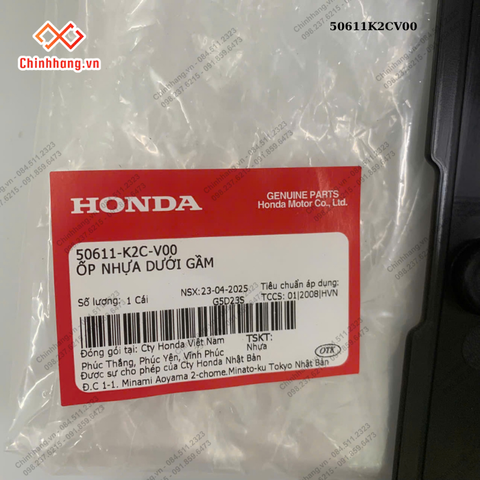 50611K2CV00
Chinhhang.vn
HONDA
GENUINE PARTS
Honda Motor Co., Ltd.
50611-K2C-V00
ỐP NHỰA DƯỚI GẦM
Số lượng: 1 Cái
NSX: 23-04-2025
G5D23S
Tiêu chuẩn áp dụng:
TCCS: 01|2008|HVN
Đóng gói tại: Cty Honda Việt Nam
Phúc Thắng, Phúc Yên, Vĩnh Phúc
TSKT:
Nhựa
Được sự cho phép của Cty Honda Nhật Bản
Đ.C 1-1. Minami Aoyama 2-chome.Minato-ku Tokyo Nhật Bản
OTK